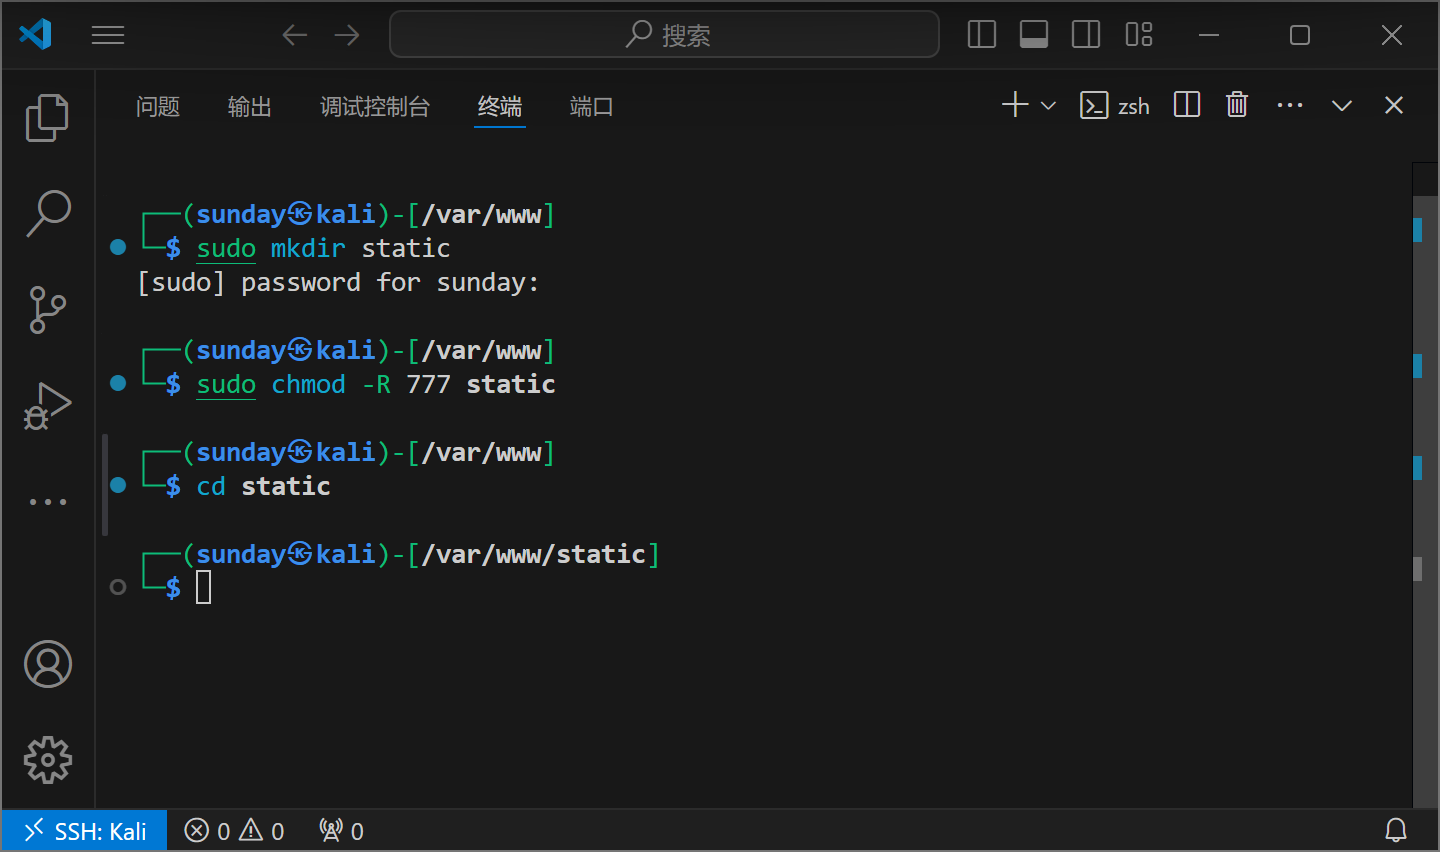 搜索
问题 输出 调试控制台 终端 端口 zsh
┌──(sunday㉿kali)-[/var/www]
└─$ sudo mkdir static
[sudo] password for sunday:
┌──(sunday㉿kali)-[/var/www]
└─$ sudo chmod -R 777 static
┌──(sunday㉿kali)-[/var/www]
└─$ cd static
┌──(sunday㉿kali)-[/var/www/static]
└─$
SSH: Kali 0 0 0